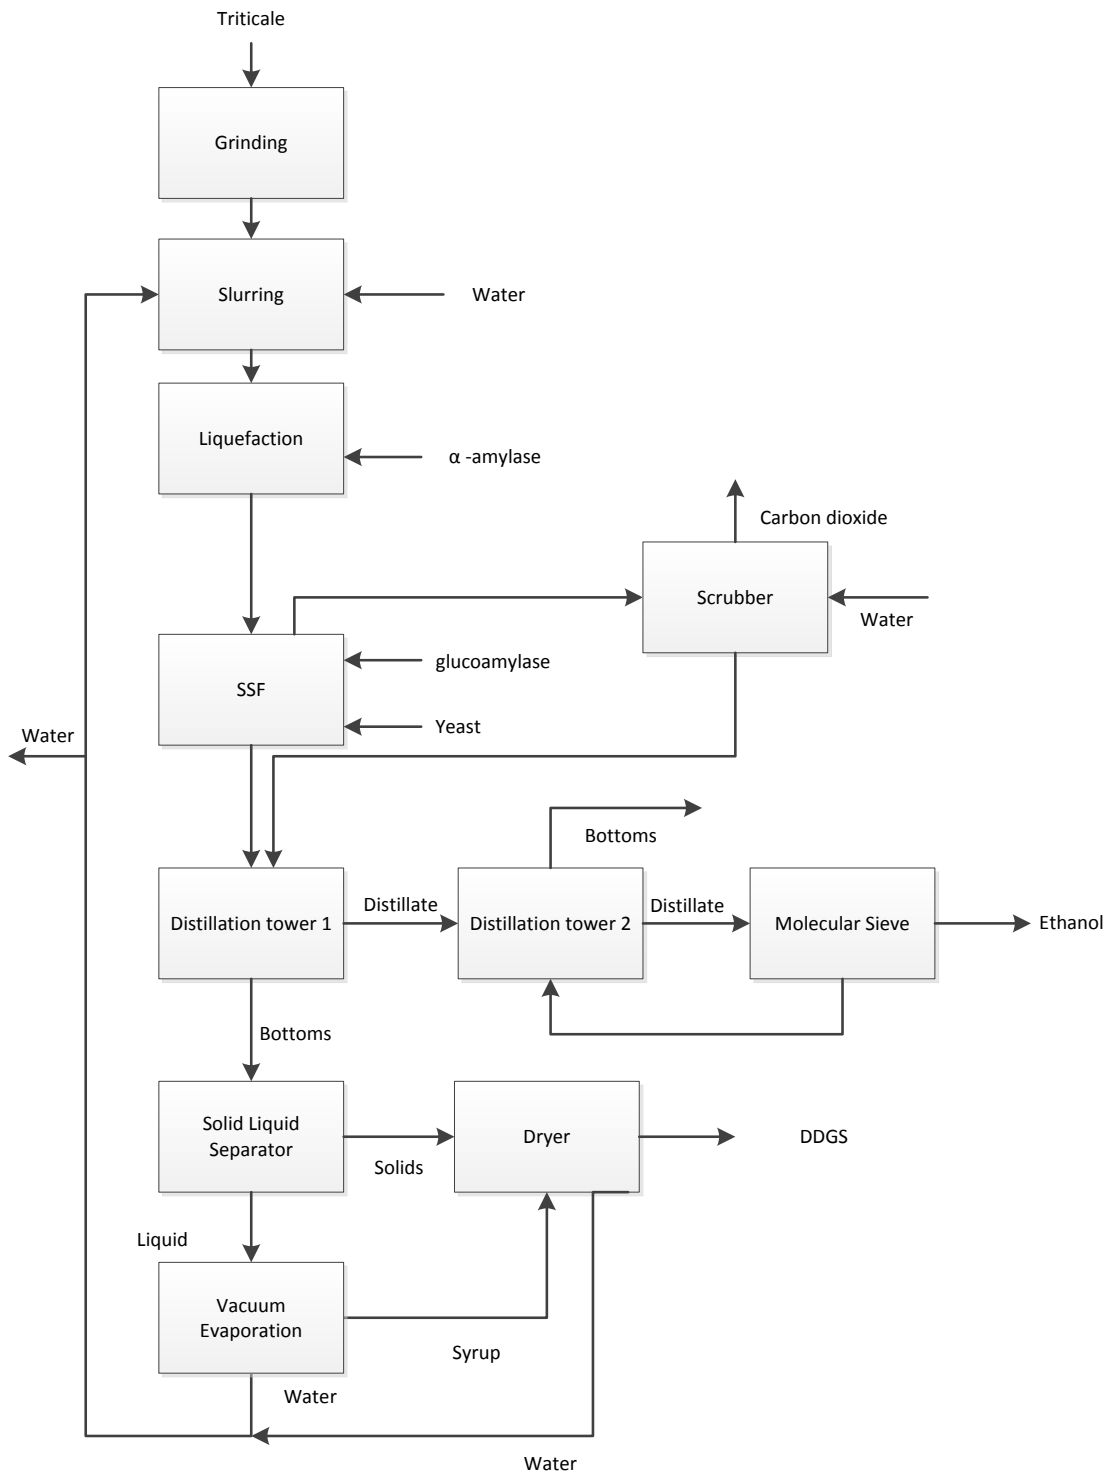 Triticale
Grinding
Slurring
Water
Liquefaction
α -amylase
Carbon dioxide
Scrubber
Water
glucoamylase
SSF
Yeast
Water
Bottoms
Distillation tower 1
Distillate
Distillation tower 2
Distillate
Molecular Sieve
Ethanol
Bottoms
Solid Liquid
Separator
Solids
Dryer
DDGS
Liquid
Vacuum
Evaporation
Syrup
Water
Water